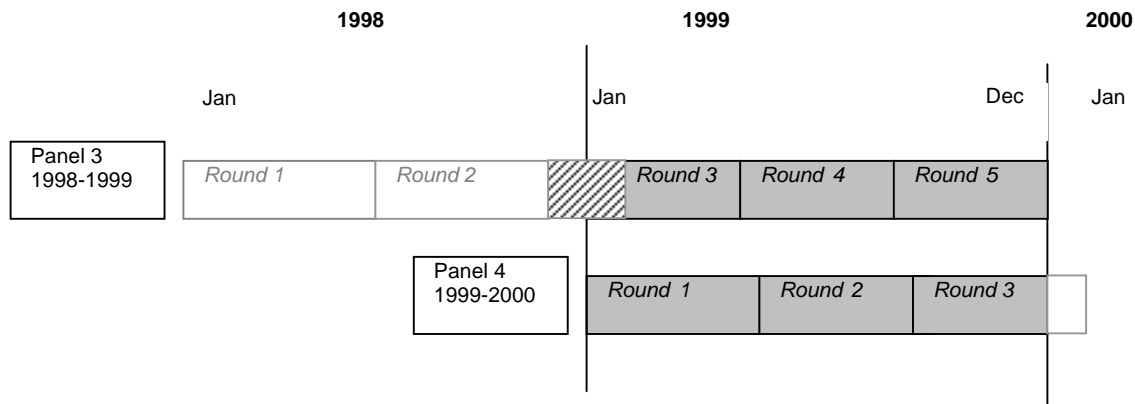 1998 1999 2000
Jan Jan Dec Jan
Panel 3
1998-1999
Round 1 Round 2 Round 3 Round 4 Round 5
Panel 4
1999-2000
Round 1 Round 2 Round 3